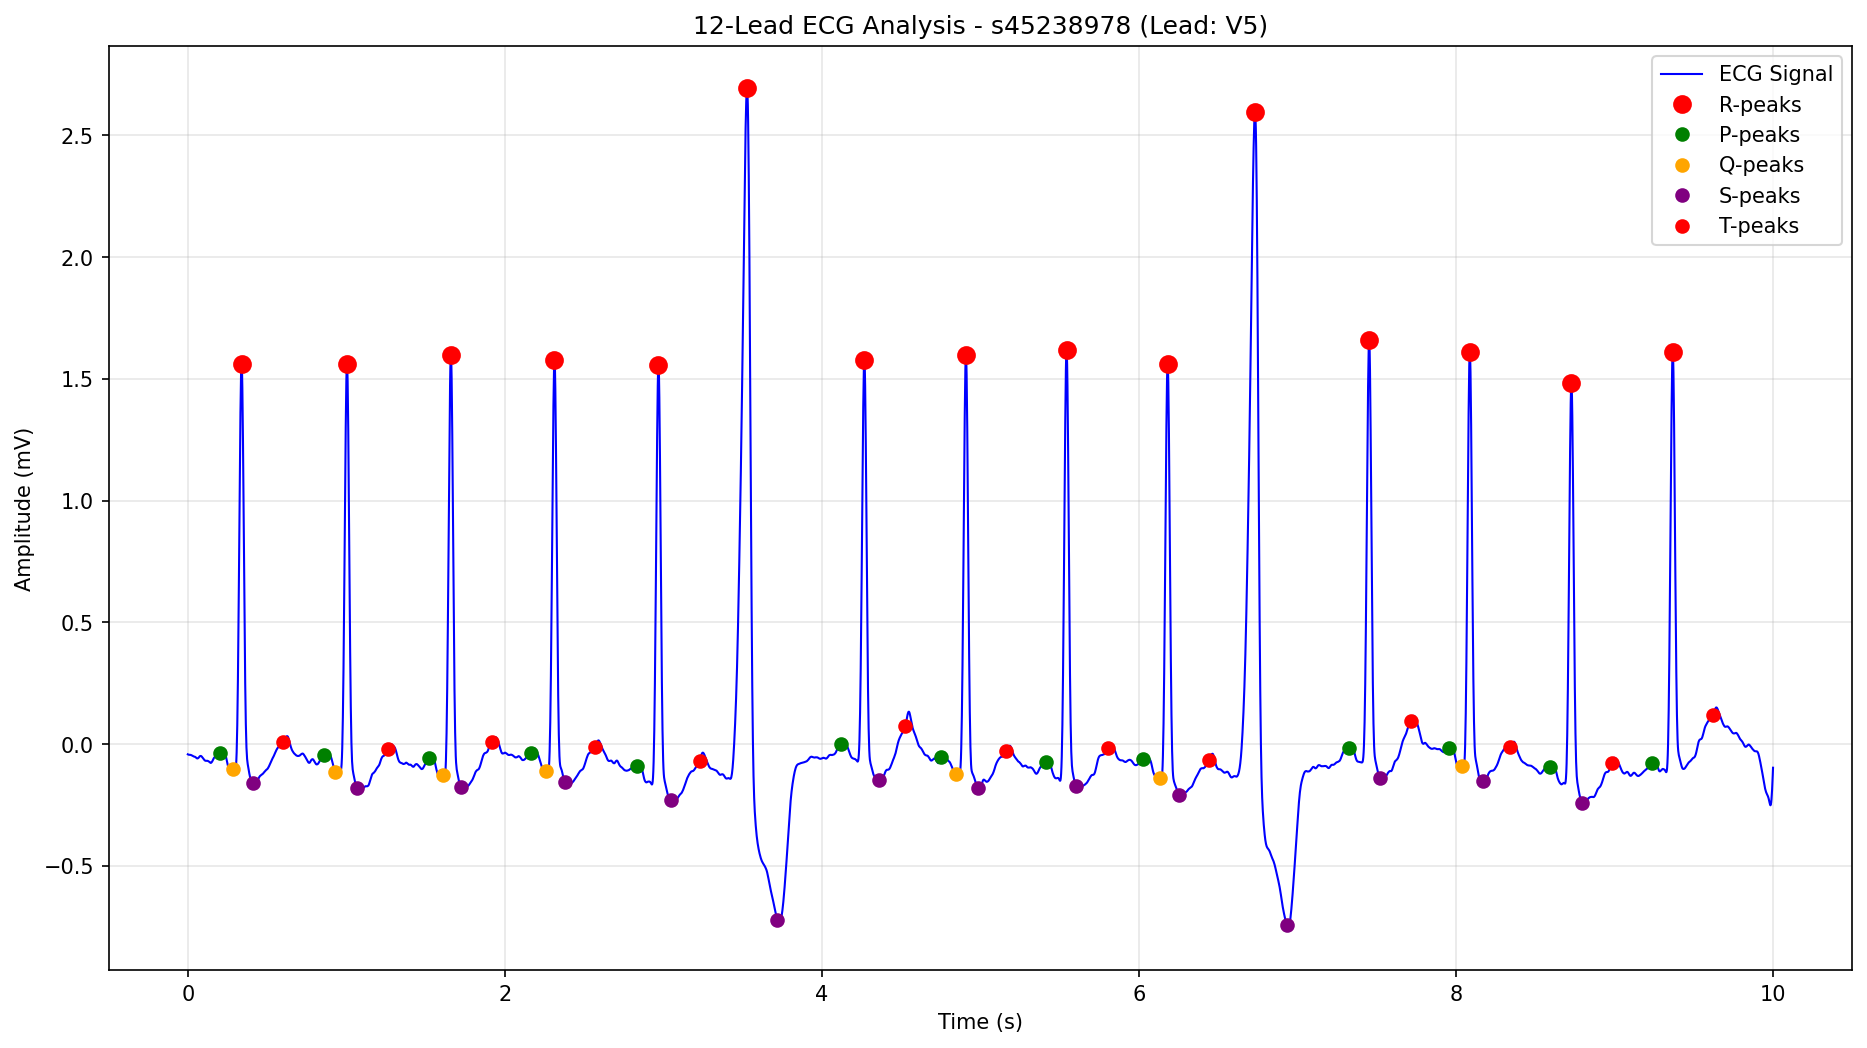 12-Lead ECG Analysis - s45238978 (Lead: V5)
ECG Signal
R-peaks
P-peaks
Q-peaks
S-peaks
T-peaks
Amplitude (mV)
2.5
2.0
1.5
1.0
0.5
0.0
−0.5
0 2 4 6 8 10
Time (s)